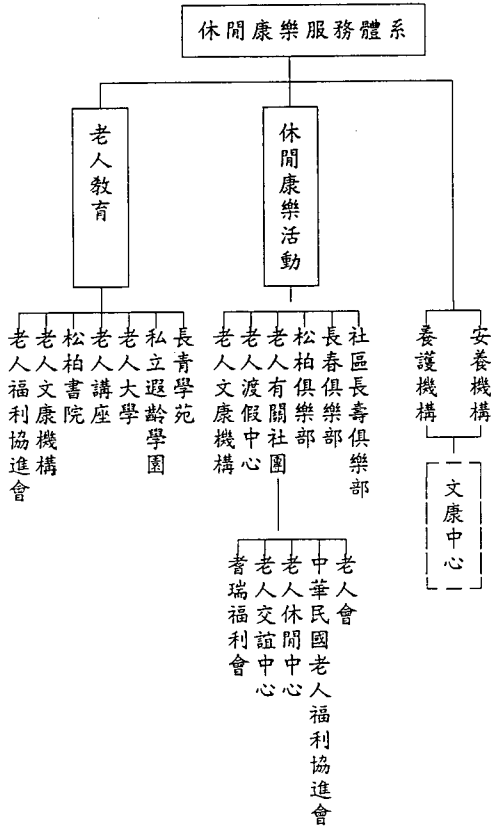 休閒康樂服務體系
老人教育
休閒康樂活動
老人福利協進會
老人文康機構
松柏書院
老人講座
老人大學
私立遐齡學園
長青學苑
老人文康機構
老人渡假中心
老人有關社團
松柏俱樂部
長春俱樂部
社區長壽俱樂部
養護機構
安養機構
文康中心
耆瑞福利會
老人交誼中心
老人休閒中心
中華民國老人福利協進會
老人會